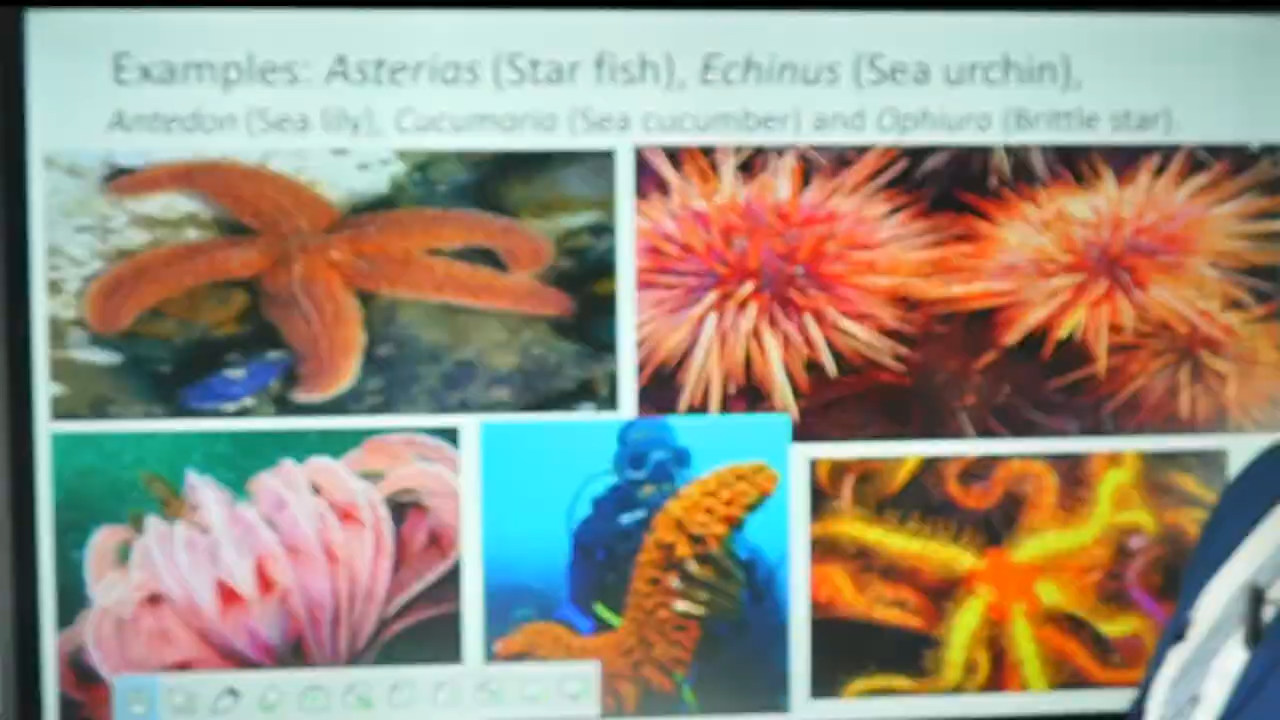 Examples: Asterias (Star fish), Echinus (Sea urchin),
Antedon (Sea lily), Cucumaria (Sea cucumber) and Ophiura (Brittle star).